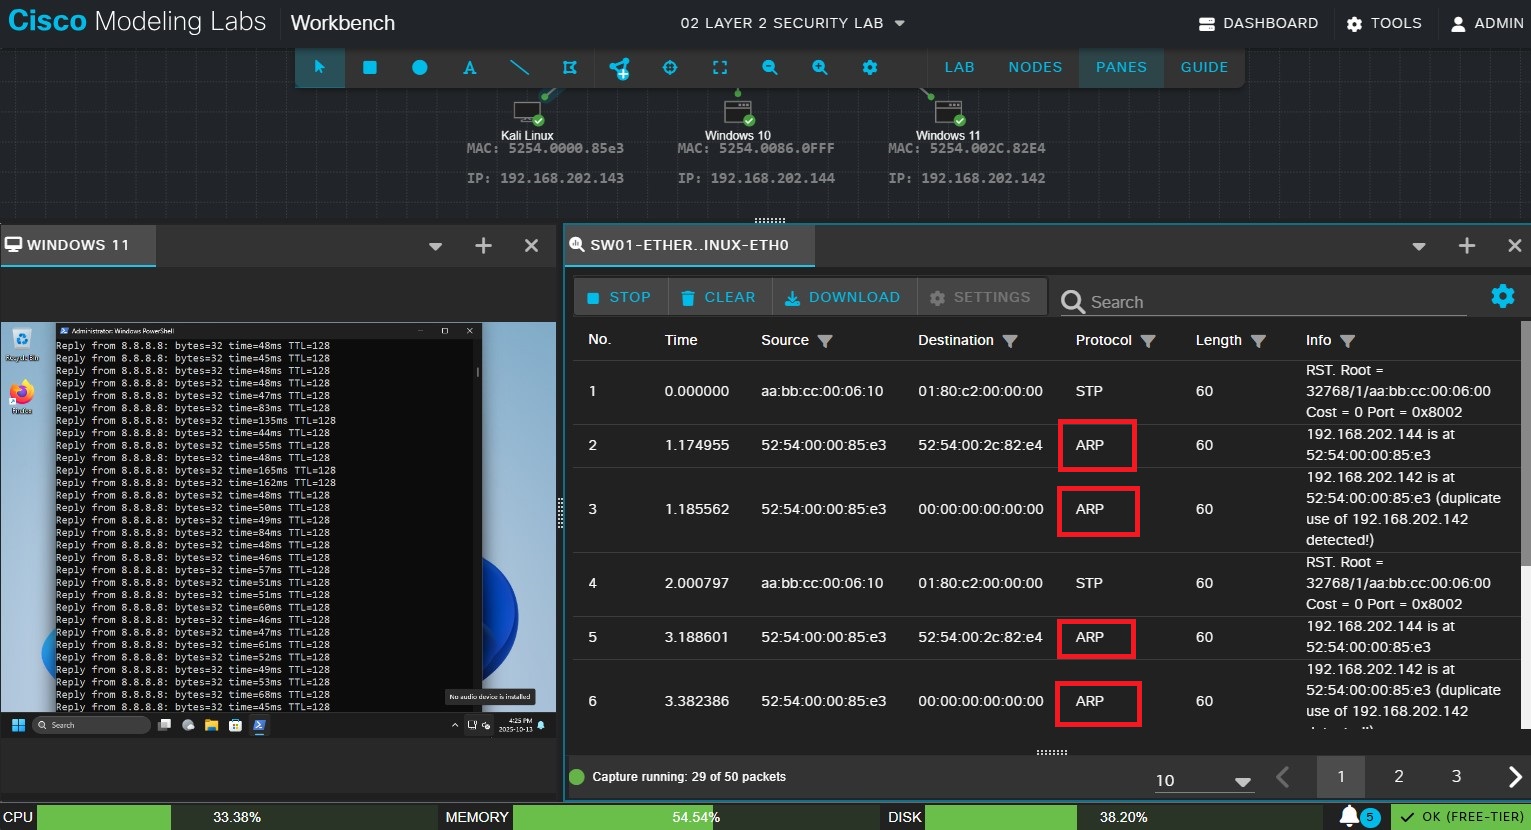 Cisco Modeling Labs Workbench 02 LAYER 2 SECURITY LAB DASHBOARD TOOLS ADMIN
A LAB NODES PANES GUIDE
Kali Linux Windows 10 Windows 11
MAC: 5254.0000.85e3 MAC: 5254.0086.0FFF MAC: 5254.002C.82E4
IP: 192.168.202.143 IP: 192.168.202.144 IP: 192.168.202.142
WINDOWS 11
Recycle Bin
Firefox
Administrator: Windows PowerShell
Reply from 8.8.8.8: bytes=32 time=48ms TTL=128
Reply from 8.8.8.8: bytes=32 time=45ms TTL=128
Reply from 8.8.8.8: bytes=32 time=48ms TTL=128
Reply from 8.8.8.8: bytes=32 time=48ms TTL=128
Reply from 8.8.8.8: bytes=32 time=47ms TTL=128
Reply from 8.8.8.8: bytes=32 time=83ms TTL=128
Reply from 8.8.8.8: bytes=32 time=135ms TTL=128
Reply from 8.8.8.8: bytes=32 time=44ms TTL=128
Reply from 8.8.8.8: bytes=32 time=55ms TTL=128
Reply from 8.8.8.8: bytes=32 time=48ms TTL=128
Reply from 8.8.8.8: bytes=32 time=165ms TTL=128
Reply from 8.8.8.8: bytes=32 time=162ms TTL=128
Reply from 8.8.8.8: bytes=32 time=48ms TTL=128
Reply from 8.8.8.8: bytes=32 time=50ms TTL=128
Reply from 8.8.8.8: bytes=32 time=49ms TTL=128
Reply from 8.8.8.8: bytes=32 time=84ms TTL=128
Reply from 8.8.8.8: bytes=32 time=48ms TTL=128
Reply from 8.8.8.8: bytes=32 time=46ms TTL=128
Reply from 8.8.8.8: bytes=32 time=57ms TTL=128
Reply from 8.8.8.8: bytes=32 time=51ms TTL=128
Reply from 8.8.8.8: bytes=32 time=51ms TTL=128
Reply from 8.8.8.8: bytes=32 time=60ms TTL=128
Reply from 8.8.8.8: bytes=32 time=46ms TTL=128
Reply from 8.8.8.8: bytes=32 time=47ms TTL=128
Reply from 8.8.8.8: bytes=32 time=61ms TTL=128
Reply from 8.8.8.8: bytes=32 time=52ms TTL=128
Reply from 8.8.8.8: bytes=32 time=49ms TTL=128
Reply from 8.8.8.8: bytes=32 time=53ms TTL=128
Reply from 8.8.8.8: bytes=32 time=68ms TTL=128
Reply from 8.8.8.8: bytes=32 time=45ms TTL=128
No audio device is installed
Search
4:25 PM
2025-10-13
SW01-ETHER..INUX-ETH0
STOP CLEAR DOWNLOAD SETTINGS Search
No. Time Source Destination Protocol Length Info
1 0.000000 aa:bb:cc:00:06:10 01:80:c2:00:00:00 STP 60 RST. Root =
32768/1/aa:bb:cc:00:06:00
Cost = 0 Port = 0x8002
2 1.174955 52:54:00:00:85:e3 52:54:00:2c:82:e4 ARP 60 192.168.202.144 is at
52:54:00:00:85:e3
3 1.185562 52:54:00:00:85:e3 00:00:00:00:00:00 ARP 60 192.168.202.142 is at
52:54:00:00:85:e3 (duplicate
use of 192.168.202.142
detected!)
4 2.000797 aa:bb:cc:00:06:10 01:80:c2:00:00:00 STP 60 RST. Root =
32768/1/aa:bb:cc:00:06:00
Cost = 0 Port = 0x8002
5 3.188601 52:54:00:00:85:e3 52:54:00:2c:82:e4 ARP 60 192.168.202.144 is at
52:54:00:00:85:e3
6 3.382386 52:54:00:00:85:e3 00:00:00:00:00:00 ARP 60 192.168.202.142 is at
52:54:00:00:85:e3 (duplicate
use of 192.168.202.142
Capture running: 29 of 50 packets 10 1 2 3
CPU 33.38% MEMORY 54.54% DISK 38.20% 5 OK (FREE-TIER)